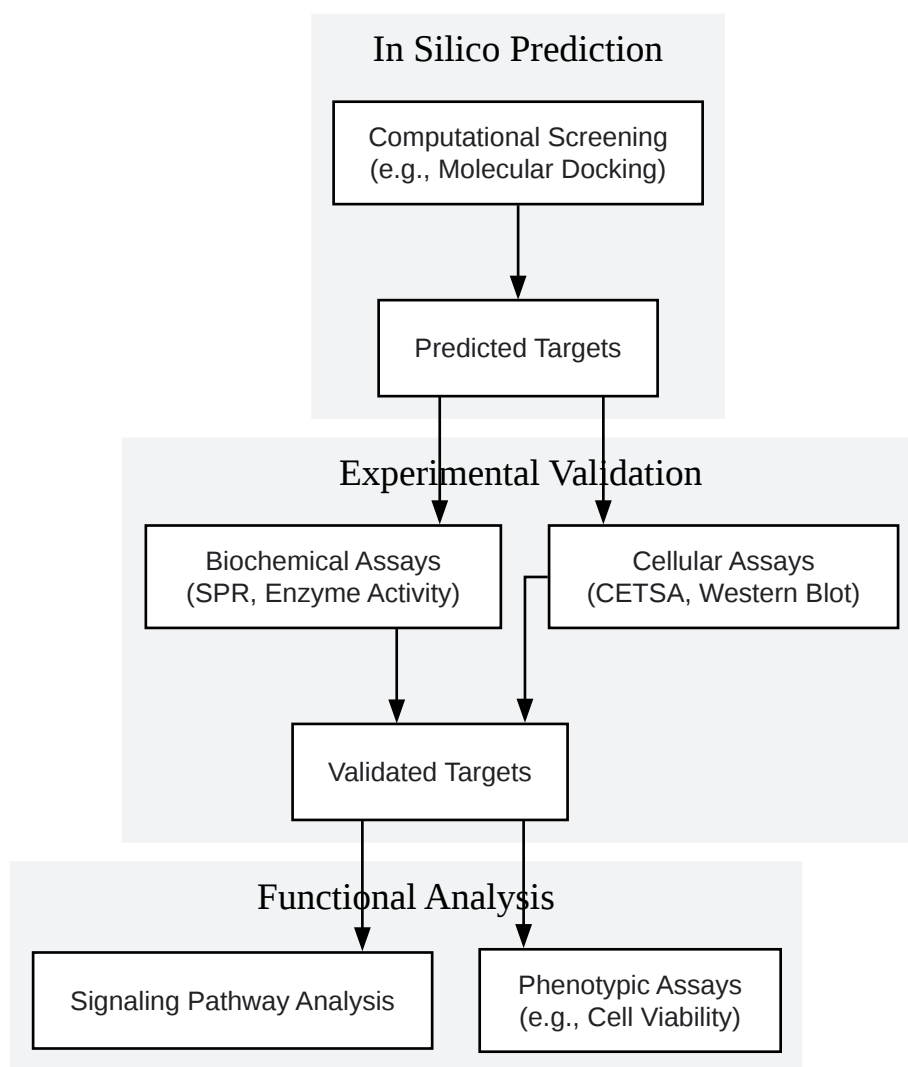 In Silico Prediction
Computational Screening
(e.g., Molecular Docking)
Predicted Targets
Experimental Validation
Biochemical Assays
(SPR, Enzyme Activity)
Cellular Assays
(CETSA, Western Blot)
Validated Targets
Functional Analysis
Signaling Pathway Analysis
Phenotypic Assays
(e.g., Cell Viability)